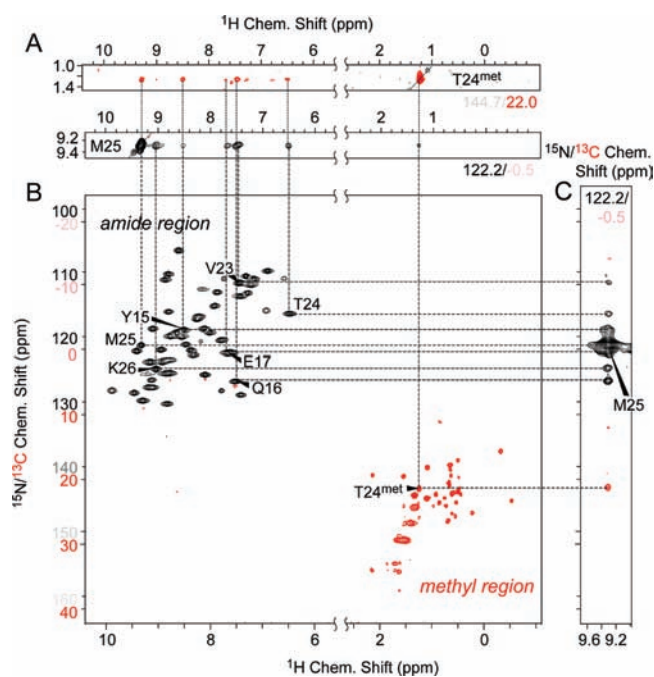 ¹H Chem. Shift (ppm)
A
10 9 8 7 6 2 1 0
1.0
1.4
T24ᵐᵉᵗ
144.7/22.0
10 9 8 7 6 2 1 0
9.2
9.4
M25
122.2/-0.5
¹⁵N/¹³C Chem.
Shift (ppm)
B
C
100
-20
amide region
122.2/
-0.5
V23
110
-10
T24
Y15
120
0
M25
E17
K26
Q16
M25
130
10
140
20
T24ᵐᵉᵗ
150
30
methyl region
160
40
¹⁵N/¹³C Chem. Shift (ppm)
10 8 6 2 0
9.6 9.2
¹H Chem. Shift (ppm)